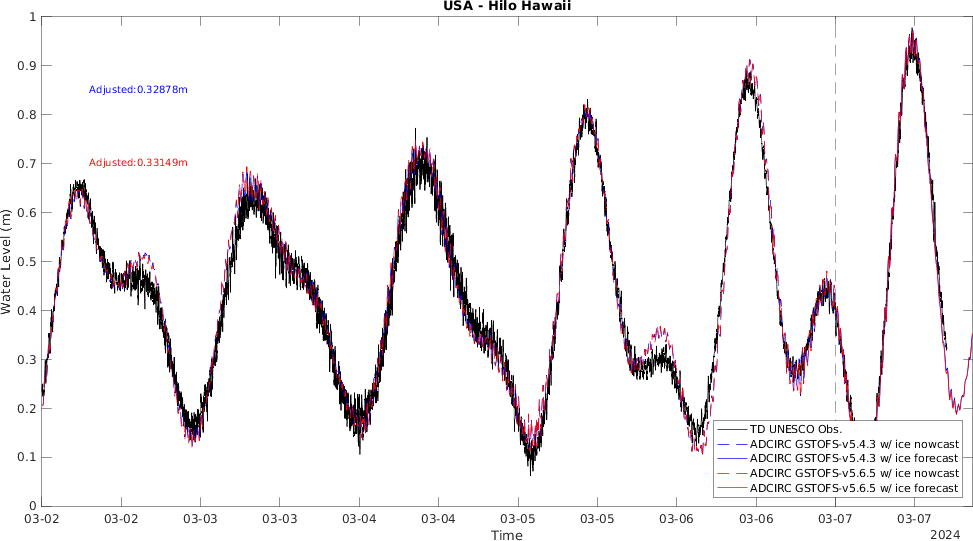 USA - Hilo Hawaii
1
0.9
0.8
0.7
0.6
0.5
0.4
0.3
0.2
0.1
0
Water Level (m)
Adjusted:0.32878m
Adjusted:0.33149m
TD UNESCO Obs.
ADCIRC GSTOFS-v5.4.3 w/ ice nowcast
ADCIRC GSTOFS-v5.4.3 w/ ice forecast
ADCIRC GSTOFS-v5.6.5 w/ ice nowcast
ADCIRC GSTOFS-v5.6.5 w/ ice forecast
03-02 03-02 03-03 03-03 03-04 03-04 03-05 03-05 03-06 03-06 03-07 03-07
Time
2024